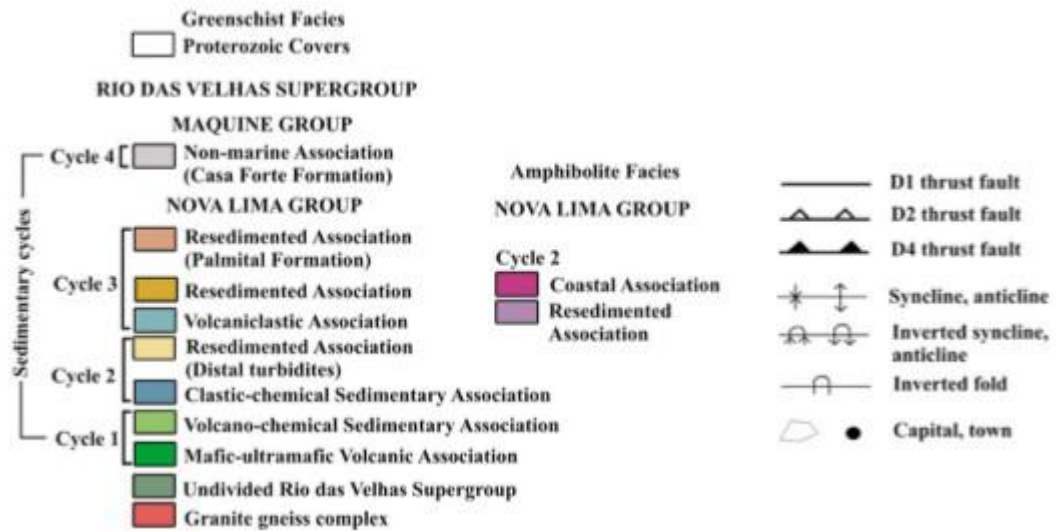 Greenschist Facies
Proterozoic Covers
RIO DAS VELHAS SUPERGROUP
MAQUINE GROUP
Sedimentary cycles
Cycle 4
Non-marine Association
(Casa Forte Formation)
NOVA LIMA GROUP
Cycle 3
Resedimented Association
(Palmital Formation)
Resedimented Association
Volcaniclastic Association
Cycle 2
Resedimented Association
(Distal turbidites)
Clastic-chemical Sedimentary Association
Cycle 1
Volcano-chemical Sedimentary Association
Mafic-ultramafic Volcanic Association
Undivided Rio das Velhas Supergroup
Granite gneiss complex
Amphibolite Facies
NOVA LIMA GROUP
Cycle 2
Coastal Association
Resedimented
Association
D1 thrust fault
D2 thrust fault
D4 thrust fault
Syncline, anticline
Inverted syncline,
anticline
Inverted fold
Capital, town